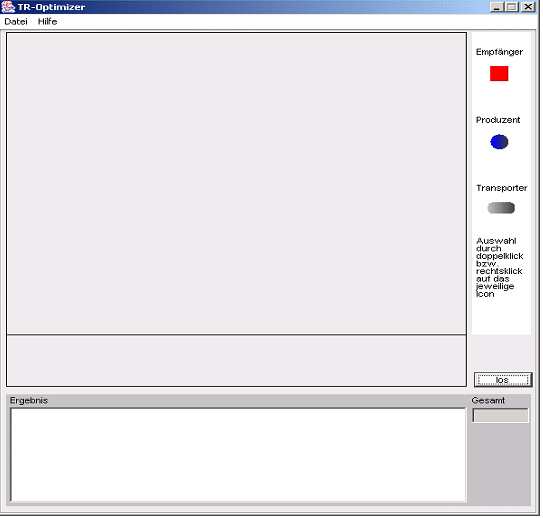 TR-Optimizer
Datei Hilfe
Empfänger
Produzent
Transporter
Auswahl
durch
doppelklick
bzw.
rechtsklick
auf das
jeweilige
Icon
los
Ergebnis
Gesamt